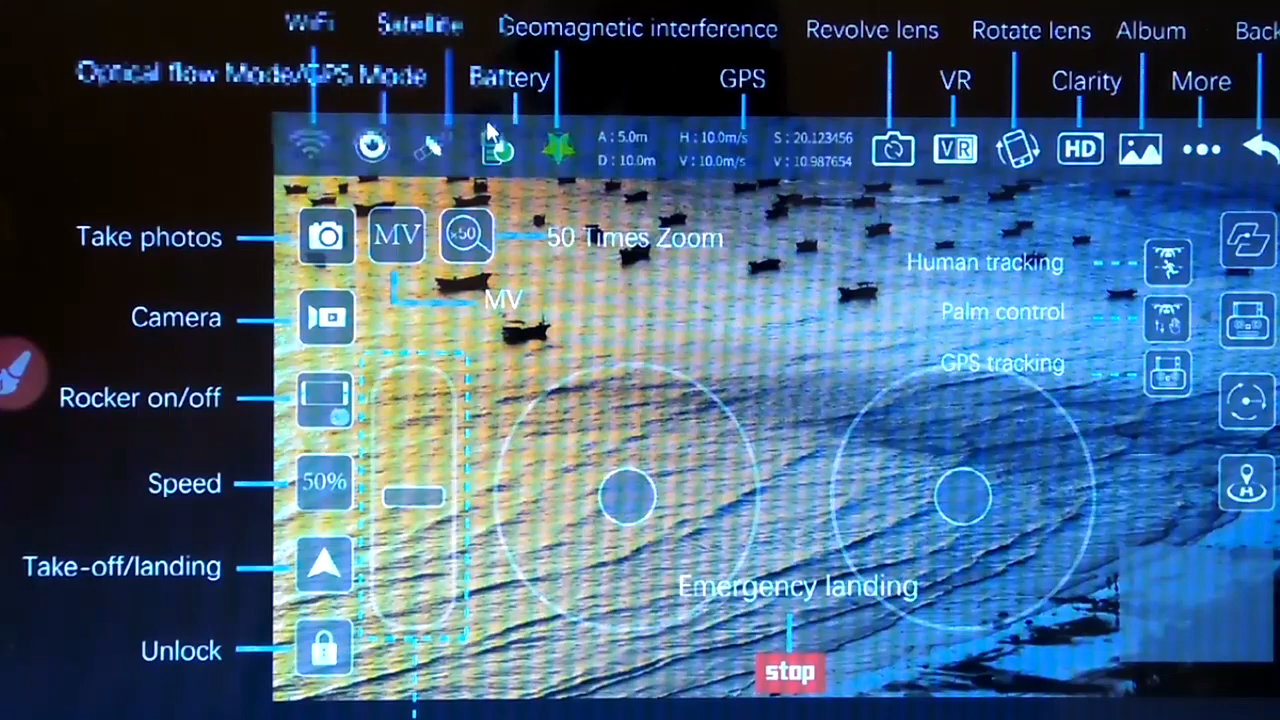 WiFi
Satellite
Geomagnetic interference
Revolve lens
Rotate lens
Album
Back
Optical flow Mode/GPS Mode
Battery
GPS
VR
Clarity
More
A : 5.0m H : 10.0m/s S : 20.123456
D : 10.0m V : 10.0m/s V : 10.987654
VR
HD
Take photos
MV
x50
50 Times Zoom
Human tracking
MV
Camera
Palm control
GPS tracking
Rocker on/off
Speed
50%
Take-off/landing
Emergency landing
Unlock
stop
H